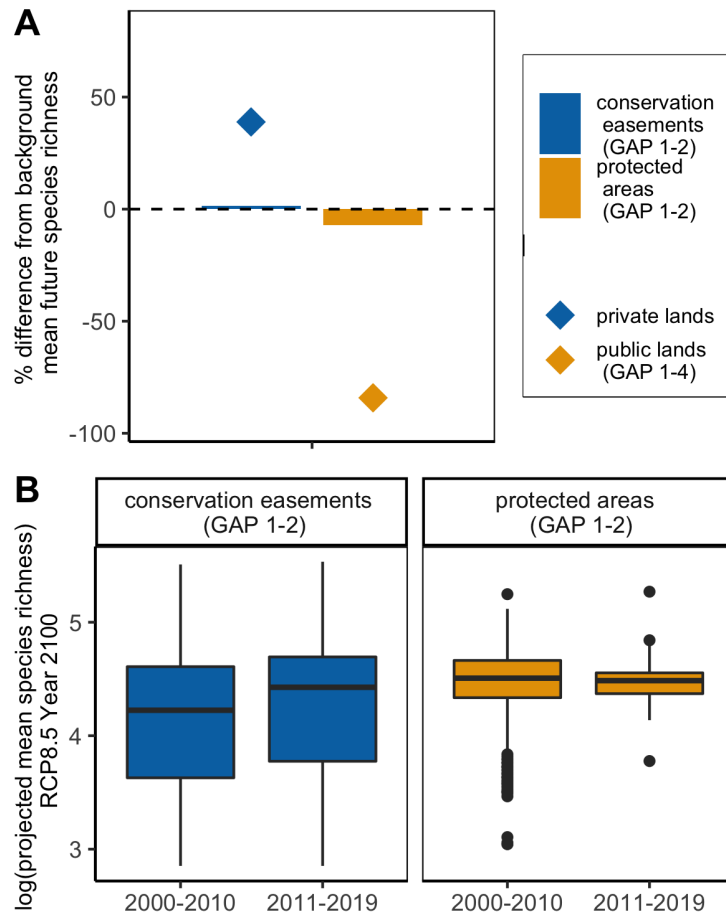 A
% difference from background
mean future species richness
50
0
-50
-100
conservation
easements
(GAP 1-2)
protected
areas
(GAP 1-2)
private lands
public lands
(GAP 1-4)
B
conservation easements
(GAP 1-2)
protected areas
(GAP 1-2)
log(projected mean species richness)
RCP8.5 Year 2100
5
4
3
2000-2010
2011-2019
2000-2010
2011-2019